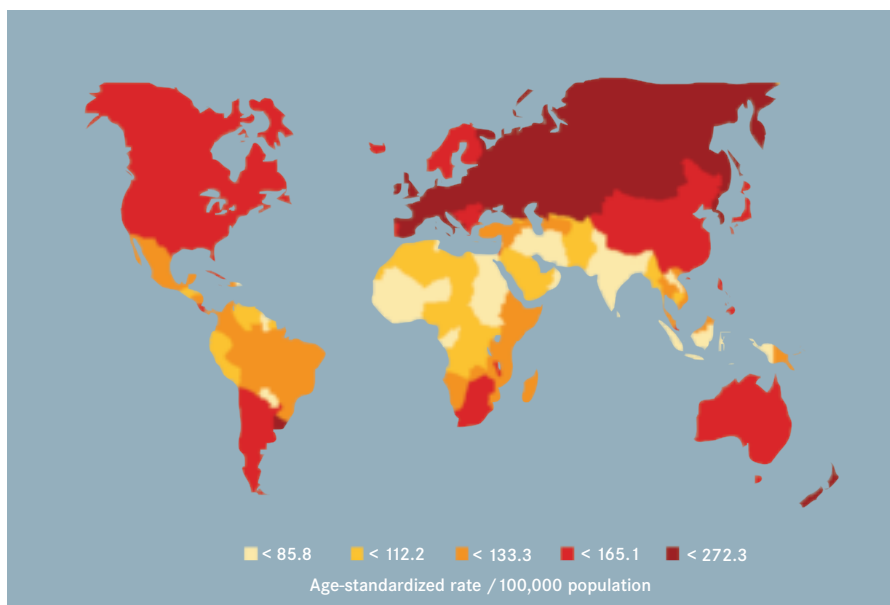 < 85.8 < 112.2 < 133.3 < 165.1 < 272.3
Age-standardized rate / 100,000 population